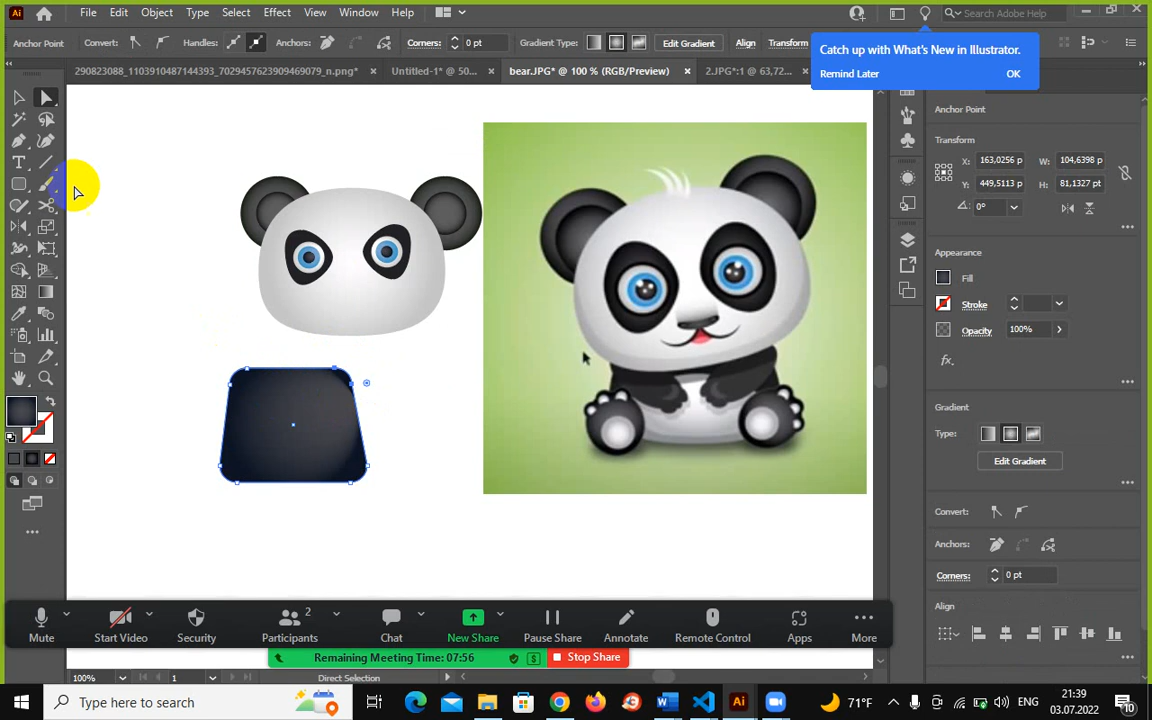 Ai File Edit Object Type Select Effect View Window Help Search Adobe Help
Anchor Point Convert: Handles: Anchors: Corners: 0 pt Gradient Type: Edit Gradient Align Transform
Catch up with What's New in Illustrator.
Remind Later OK
290823088_1103910487144393_7029457623909469079_n.png* × Untitled-1* @ 50... × bear.JPG* @ 100 % (RGB/Preview) × 2.JPG*:1 @ 63,72... ×
Anchor Point
Transform
X: 163,0256 p W: 104,6398 p
Y: 449,5113 p H: 81,1327 pt
0°
Appearance
Fill
Stroke
Opacity 100%
fx
Gradient
Type:
Edit Gradient
Convert:
Anchors:
Corners: 0 pt
Align
Mute Start Video Security Participants 2 Chat New Share Pause Share Annotate Remote Control Apps More
Remaining Meeting Time: 07:56 Stop Share
100% 1 Direct Selection
Type here to search
71°F ENG 21:39
03.07.2022 10